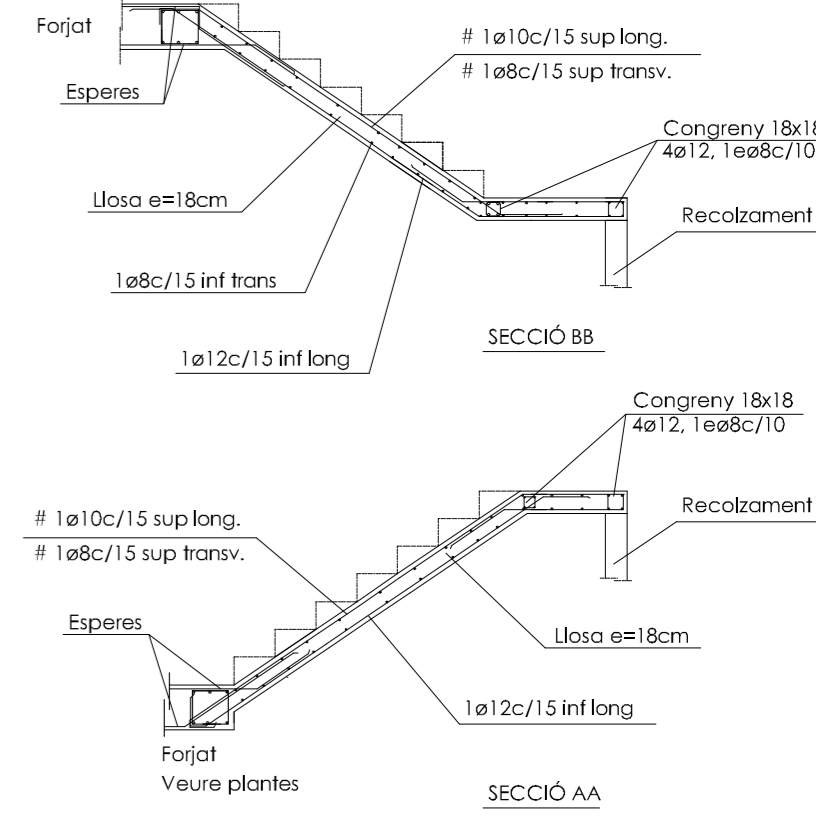 Forjat
# 1ø10c/15 sup long.
# 1ø8c/15 sup transv.
Esperes
Congreny 18x18
4ø12, 1eø8c/10
Llosa e=18cm
Recolzament
1ø8c/15 inf trans
1ø12c/15 inf long
SECCIÓ BB
Congreny 18x18
4ø12, 1eø8c/10
# 1ø10c/15 sup long.
# 1ø8c/15 sup transv.
Recolzament
Esperes
Llosa e=18cm
1ø12c/15 inf long
Forjat
Veure plantes
SECCIÓ AA